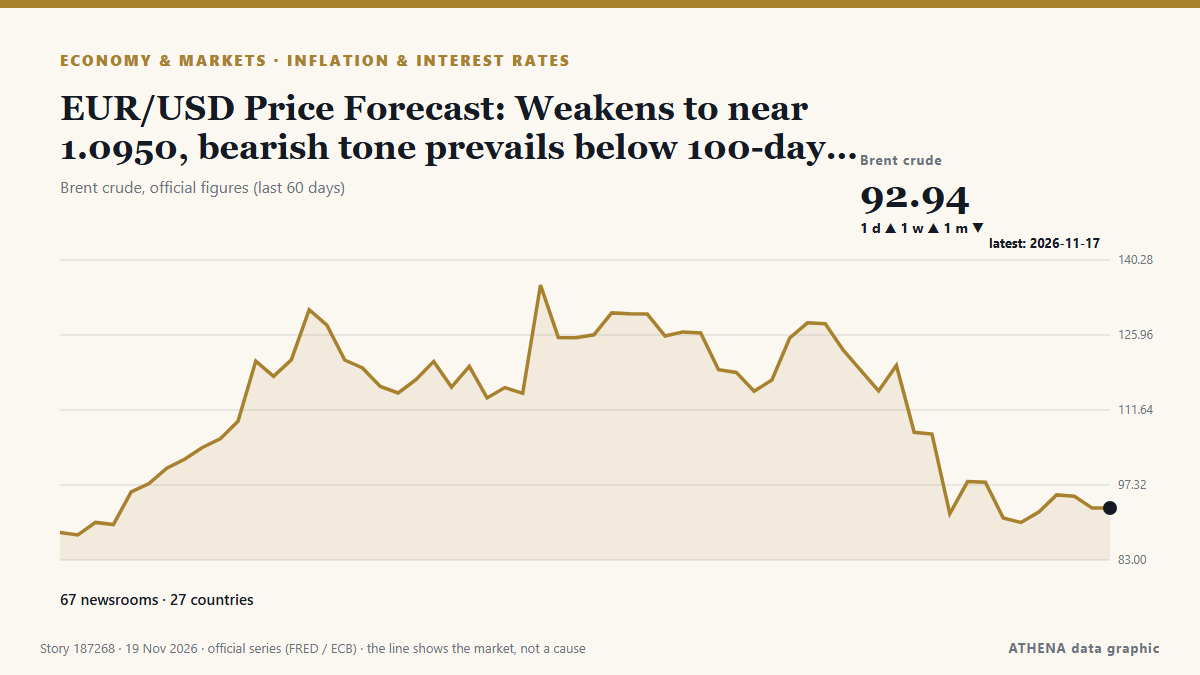 ECONOMY & MARKETS · INFLATION & INTEREST RATES
EUR/USD Price Forecast: Weakens to near
1.0950, bearish tone prevails below 100-day…
Brent crude
Brent crude, official figures (last 60 days)
92.94
1 d ▲ 1 w ▲ 1 m ▼
latest: 2026-11-17
140.28
125.96
111.64
97.32
83.00
67 newsrooms · 27 countries
Story 187268 · 19 Nov 2026 · official series (FRED / ECB) · the line shows the market, not a cause
ATHENA data graphic